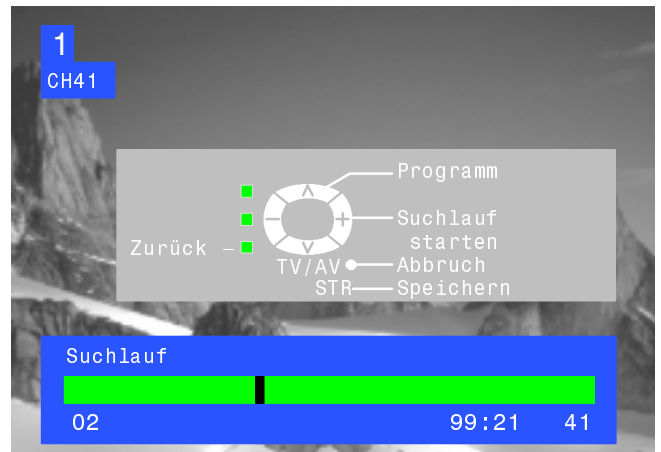 1
CH41
Programm
Suchlauf
starten
Zurück –
TV/AV Abbruch
STR Speichern
Suchlauf
02 99:21 41